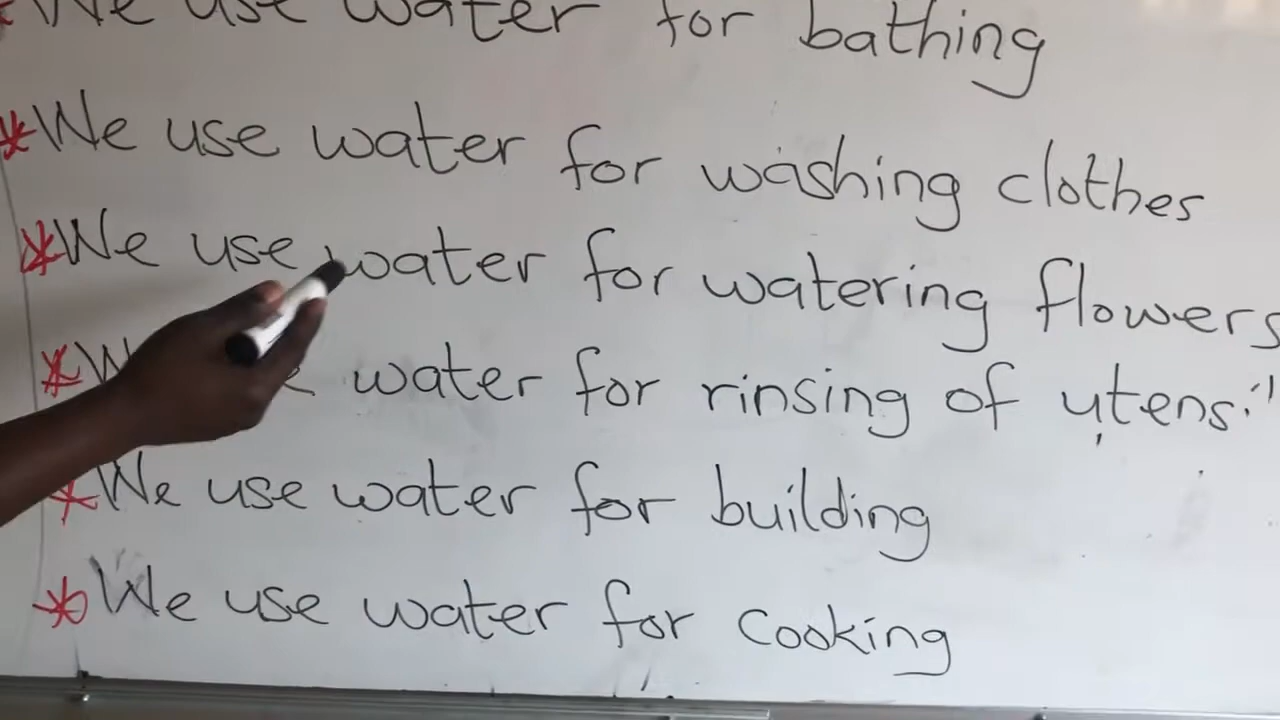 We use water for bathing
* We use water for washing clothes
* We use water for watering flowers
* water for rinsing of
* We use water for building
* We use water for cooking